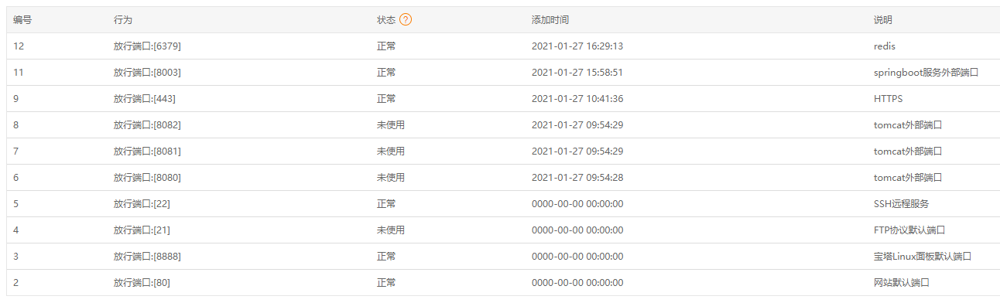 编号 行为 状态 ? 添加时间 说明
12 放行端口:[6379] 正常 2021-01-27 16:29:13 redis
11 放行端口:[8003] 正常 2021-01-27 15:58:51 springboot服务外部端口
9 放行端口:[443] 正常 2021-01-27 10:41:36 HTTPS
8 放行端口:[8082] 未使用 2021-01-27 09:54:29 tomcat外部端口
7 放行端口:[8081] 未使用 2021-01-27 09:54:29 tomcat外部端口
6 放行端口:[8080] 未使用 2021-01-27 09:54:28 tomcat外部端口
5 放行端口:[22] 正常 0000-00-00 00:00:00 SSH远程服务
4 放行端口:[21] 未使用 0000-00-00 00:00:00 FTP协议默认端口
3 放行端口:[8888] 正常 0000-00-00 00:00:00 宝塔Linux面板默认端口
2 放行端口:[80] 正常 0000-00-00 00:00:00 网站默认端口